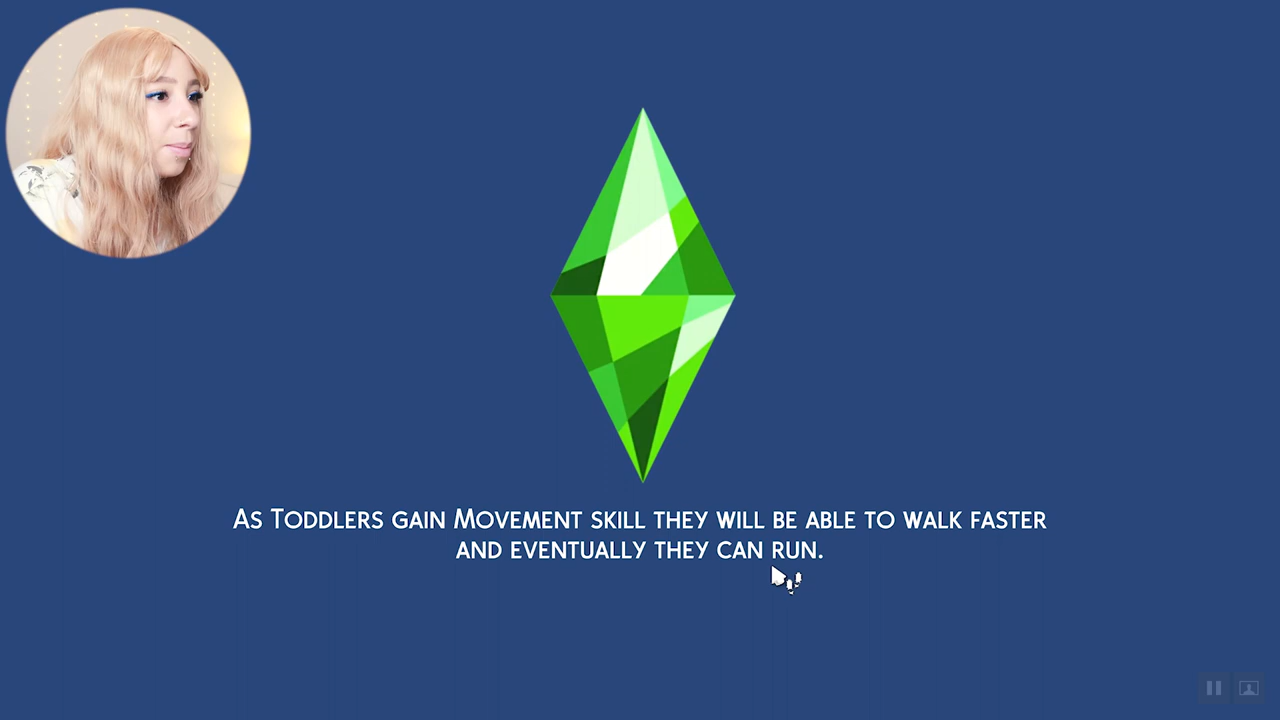 As Toddlers gain Movement skill they will be able to walk faster
and eventually they can run.